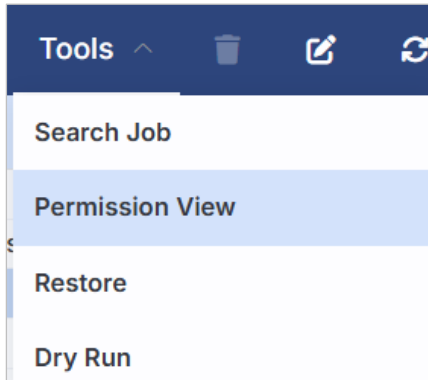 Tools
Search Job
Permission View
s
Restore
Dry Run